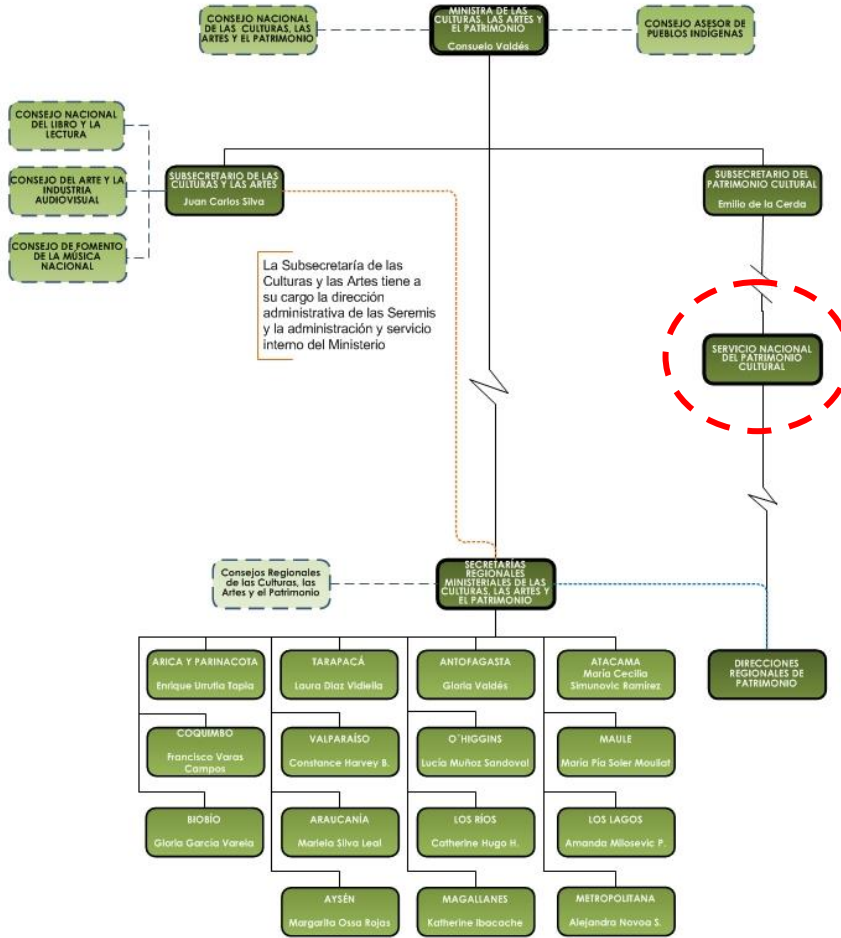 CONSEJO NACIONAL
DE LAS CULTURAS, LAS
ARTES Y EL PATRIMONIO
MINISTRA DE LAS
CULTURAS, LAS ARTES Y
EL PATRIMONIO
Consuelo Valdés
CONSEJO ASESOR DE
PUEBLOS INDÍGENAS
CONSEJO NACIONAL
DEL LIBRO Y LA
LECTURA
CONSEJO DEL ARTE Y LA
INDUSTRIA
AUDIOVISUAL
CONSEJO DE FOMENTO
DE LA MÚSICA
NACIONAL
SUBSECRETARIO DE LAS
CULTURAS Y LAS ARTES
Juan Carlos Silva
SUBSECRETARIO DEL
PATRIMONIO CULTURAL
Emilio de la Cerda
La Subsecretaría de las
Culturas y las Artes tiene a
su cargo la dirección
administrativa de las Seremis
y la administración y servicio
interno del Ministerio
SERVICIO NACIONAL
DEL PATRIMONIO
CULTURAL
Consejos Regionales
de las Culturas, las
Artes y el Patrimonio
SECRETARÍAS
REGIONALES
MINISTERIALES DE LAS
CULTURAS, LAS ARTES Y
EL PATRIMONIO
DIRECCIONES
REGIONALES DE
PATRIMONIO
ARICA Y PARINACOTA
Enrique Urrutia Tapia
TARAPACÁ
Laura Díaz Vidiella
ANTOFAGASTA
Gloria Valdés
ATACAMA
María Cecilia
Simunovic Ramírez
COQUIMBO
Francisco Varas
Campos
VALPARAÍSO
Constance Harvey B.
O´HIGGINS
Lucía Muñoz Sandoval
MAULE
María Pía Soler Mouliat
BIOBÍO
Gloria García Varela
ARAUCANÍA
Mariela Silva Leal
LOS RÍOS
Catherine Hugo H.
LOS LAGOS
Amanda Milosevic P.
AYSÉN
Margarita Ossa Rojas
MAGALLANES
Katherine Ibacache
METROPOLITANA
Alejandra Novoa S.